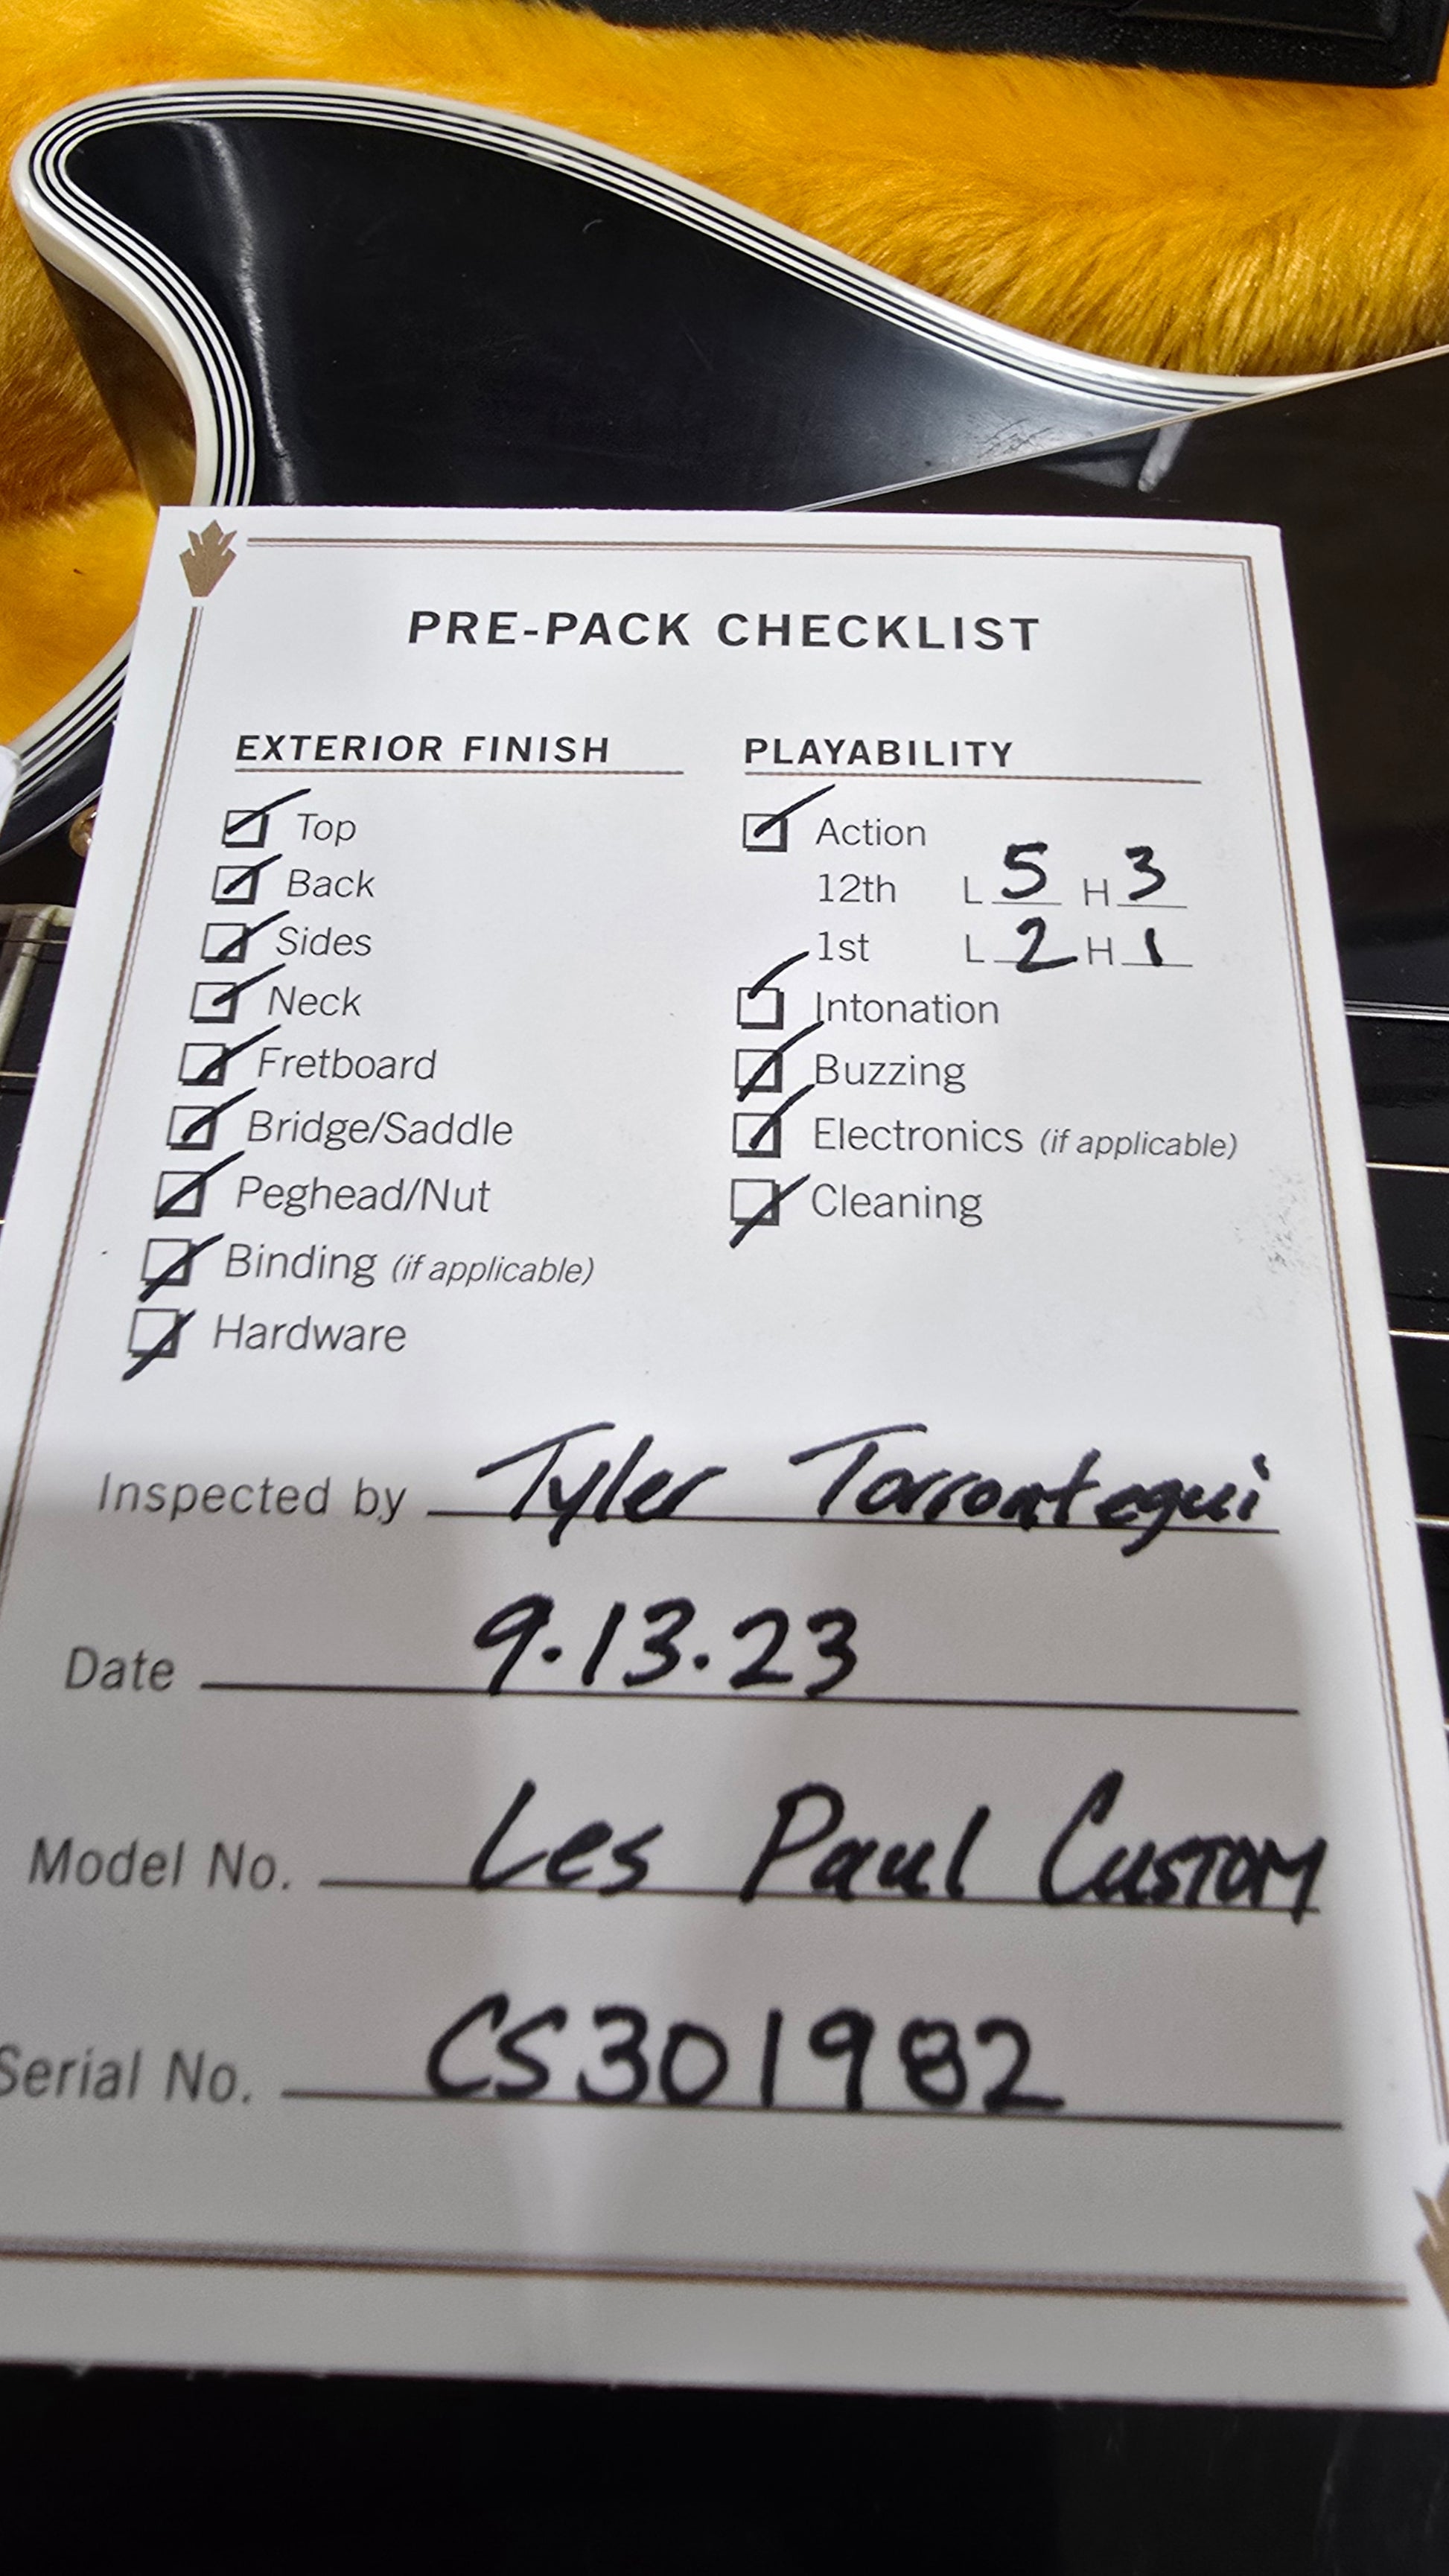 PRE-PACK CHECKLIST
EXTERIOR FINISH
Top
Back
Sides
Neck
Fretboard
Bridge/Saddle
Peghead/Nut
Binding (if applicable)
Hardware
PLAYABILITY
Action
12th L 5 H 3
1st L 2 H 1
Intonation
Buzzing
Electronics (if applicable)
Cleaning
Inspected by Tyler Torrontegui
Date 9.13.23
Model No. Les Paul Custom
Serial No. CS301982